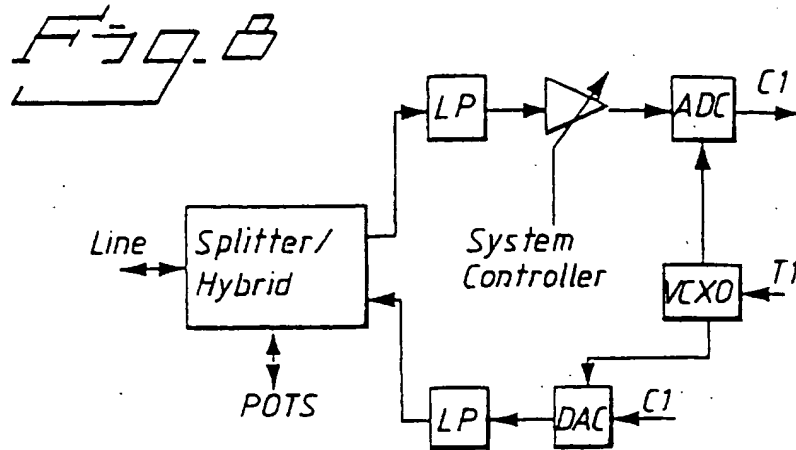 Fig. 8
LP
ADC
C1
Line
Splitter/
Hybrid
System
Controller
VCXO
T1
POTS
LP
DAC
C1